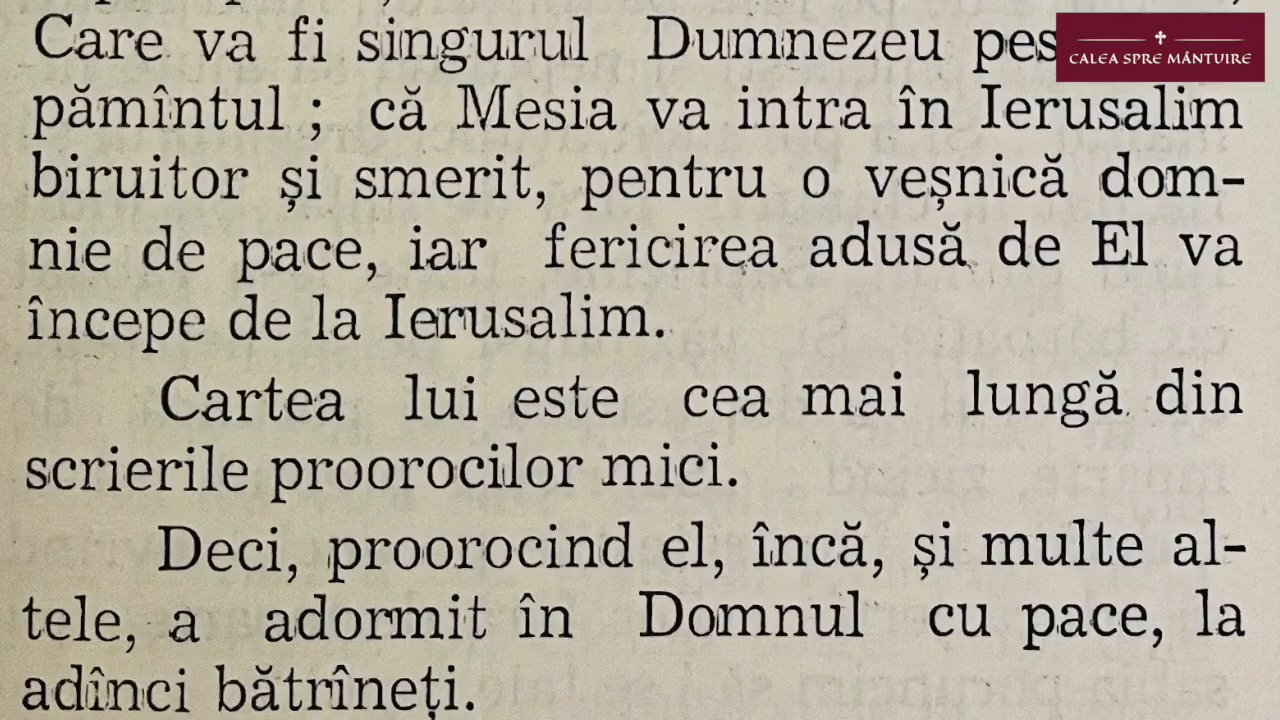 Care va fi singurul Dumnezeu pes
CALEA SPRE MÂNTUIRE
pămîntul ; că Mesia va intra în Ierusalim
biruitor și smerit, pentru o veșnică dom-
nie de pace, iar fericirea adusă de El va
începe de la Ierusalim.
Cartea lui este cea mai lungă din
scrierile proorocilor mici.
Deci, proorocind el, încă, și multe al-
tele, a adormit în Domnul cu pace, la
adînci bătrîneți.